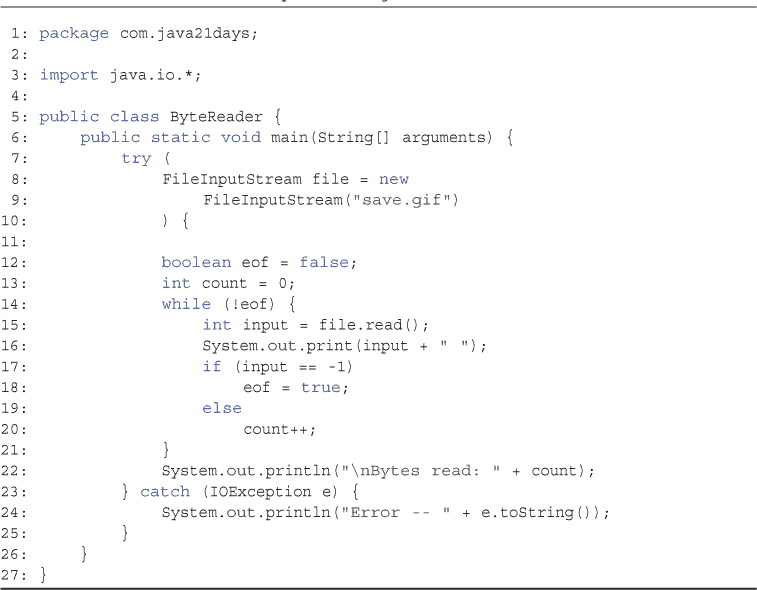 1: package com.java21days;
2:
3: import java.io.*;
4:
5: public class ByteReader {
6:     public static void main(String[] arguments) {
7:         try (
8:             FileInputStream file = new
9:                 FileInputStream("save.gif")
10:             ) {
11:
12:             boolean eof = false;
13:             int count = 0;
14:             while (!eof) {
15:                 int input = file.read();
16:                 System.out.print(input + " ");
17:                 if (input == -1)
18:                     eof = true;
19:                 else
20:                     count++;
21:             }
22:             System.out.println("\nBytes read: " + count);
23:         } catch (IOException e) {
24:             System.out.println("Error -- " + e.toString());
25:         }
26:     }
27: }